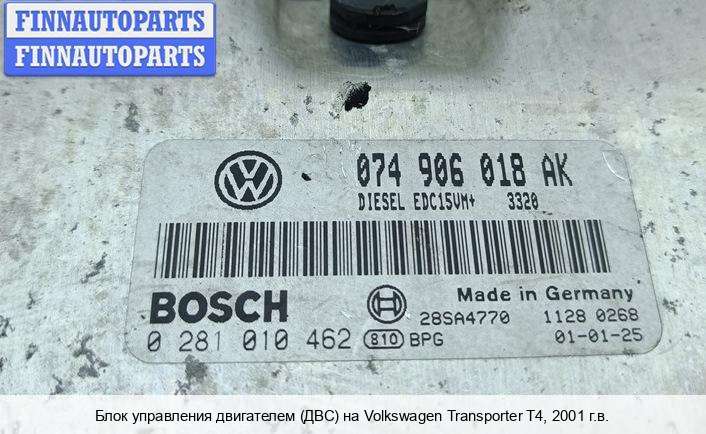 FINNAUTOPARTS
FINNAUTOPARTS
074 906 018 AK
DIESEL EDC15VM+ 3320
BOSCH
Made in Germany
28SA4770 1128 0268
0 281 010 462 810 BPG 01-01-25
Блок управления двигателем (ДВС) на Volkswagen Transporter T4, 2001 г.в.